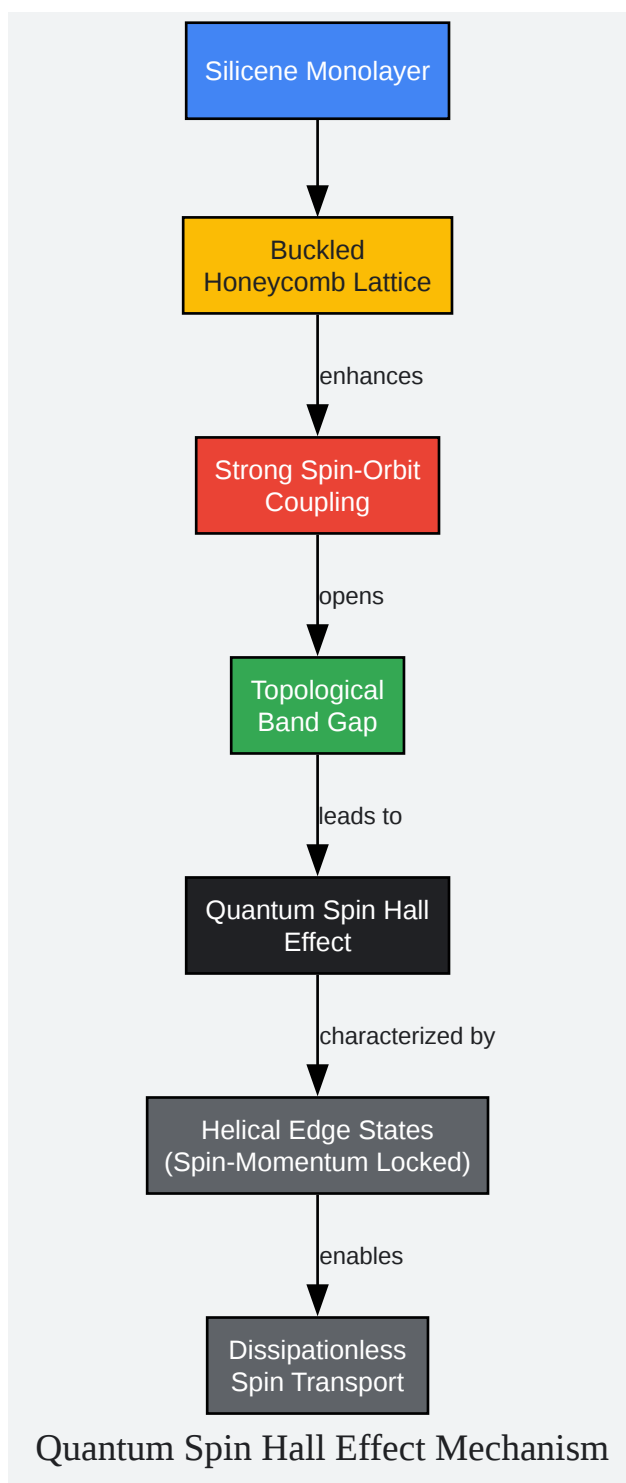 Silicene Monolayer
Buckled
Honeycomb Lattice
enhances
Strong Spin-Orbit
Coupling
opens
Topological
Band Gap
leads to
Quantum Spin Hall
Effect
characterized by
Helical Edge States
(Spin-Momentum Locked)
enables
Dissipationless
Spin Transport
Quantum Spin Hall Effect Mechanism